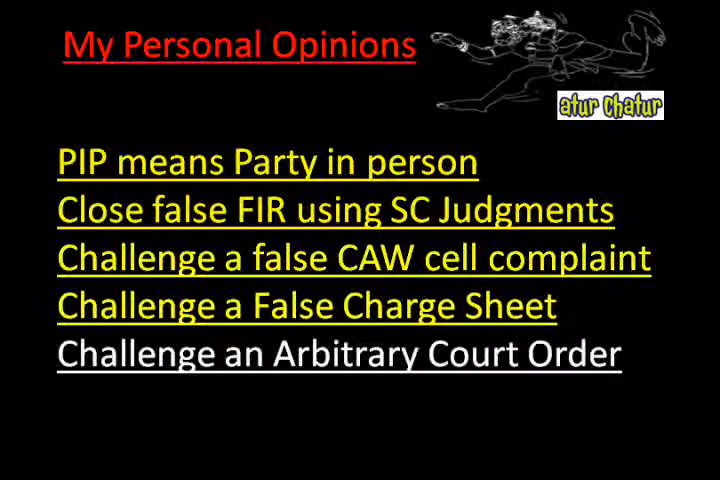 My Personal Opinions
atur chatur
PIP means Party in person
Close false FIR using SC Judgments
Challenge a false CAW cell complaint
Challenge a False Charge Sheet
Challenge an Arbitrary Court Order